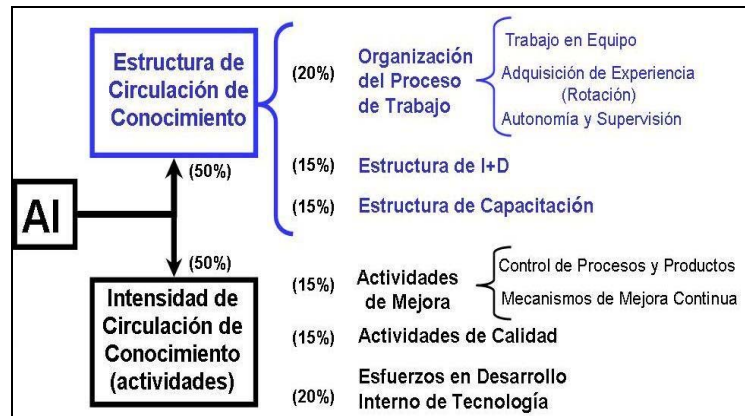 AI
(50%)
Estructura de
Circulación de
Conocimiento
(20%)
Organización
del Proceso
de Trabajo
Trabajo en Equipo
Adquisición de Experiencia
(Rotación)
Autonomía y Supervisión
(15%)
Estructura de I+D
(15%)
Estructura de Capacitación
(50%)
Intensidad de
Circulación de
Conocimiento
(actividades)
(15%)
Actividades
de Mejora
Control de Procesos y Productos
Mecanismos de Mejora Continua
(15%)
Actividades de Calidad
(20%)
Esfuerzos en Desarrollo
Interno de Tecnología